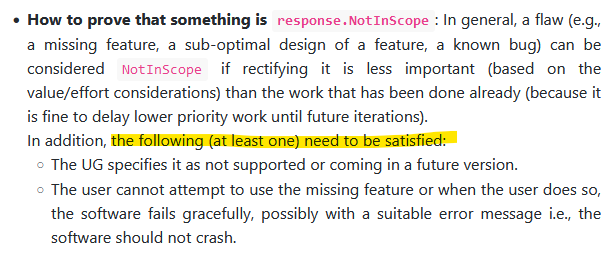 • How to prove that something is response.NotInScope : In general, a flaw (e.g.,
a missing feature, a sub-optimal design of a feature, a known bug) can be
considered NotInScope if rectifying it is less important (based on the
value/effort considerations) than the work that has been done already (because it
is fine to delay lower priority work until future iterations).
In addition, the following (at least one) need to be satisfied:
○ The UG specifies it as not supported or coming in a future version.
○ The user cannot attempt to use the missing feature or when the user does so,
the software fails gracefully, possibly with a suitable error message i.e., the
software should not crash.